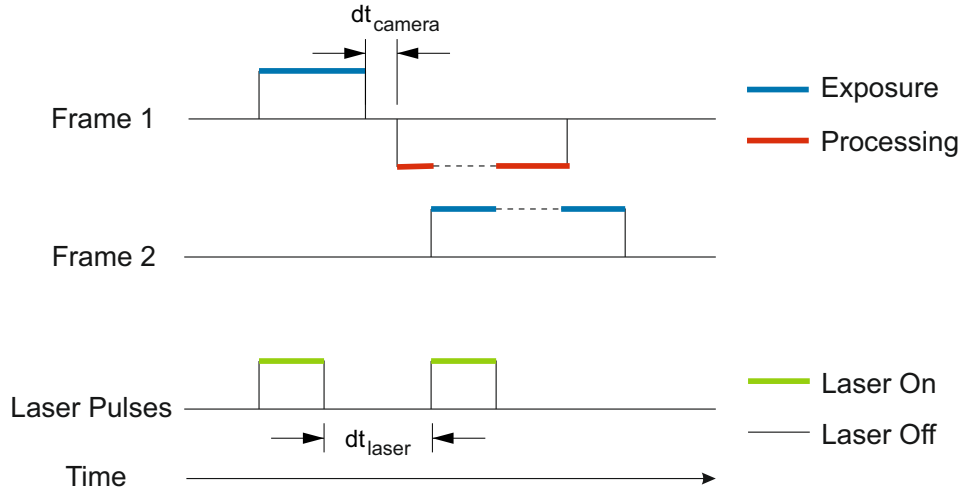 dt_camera
Frame 1
Exposure
Processing
Frame 2
Laser Pulses
dt_laser
Laser On
Laser Off
Time